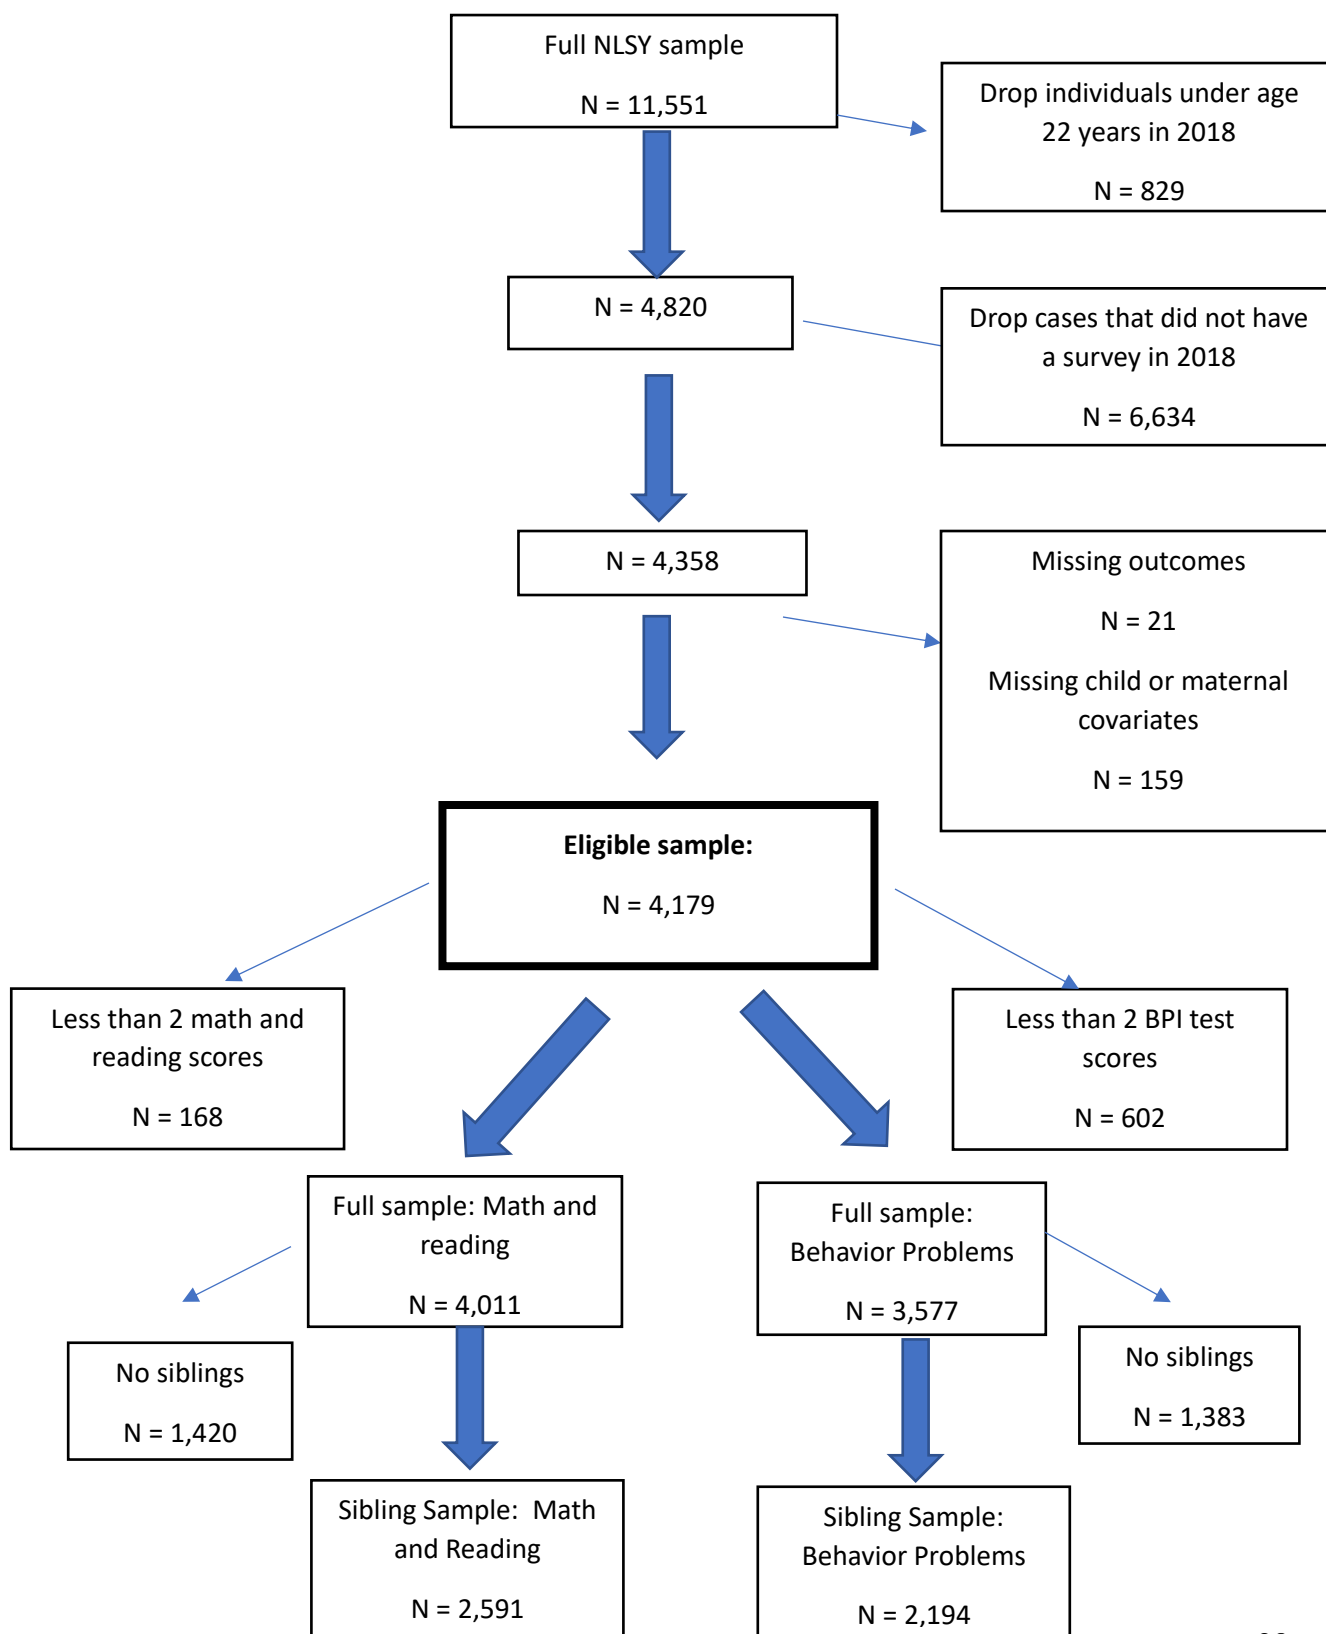 Full NLSY sample
N = 11,551
Drop individuals under age
22 years in 2018
N = 829
N = 4,820
Drop cases that did not have
a survey in 2018
N = 6,634
N = 4,358
Missing outcomes
N = 21
Missing child or maternal
covariates
N = 159
Eligible sample:
N = 4,179
Less than 2 math and
reading scores
N = 168
Less than 2 BPI test
scores
N = 602
Full sample: Math and
reading
N = 4,011
Full sample:
Behavior Problems
N = 3,577
No siblings
N = 1,420
No siblings
N = 1,383
Sibling Sample:  Math
and Reading
N = 2,591
Sibling Sample:
Behavior Problems
N = 2,194